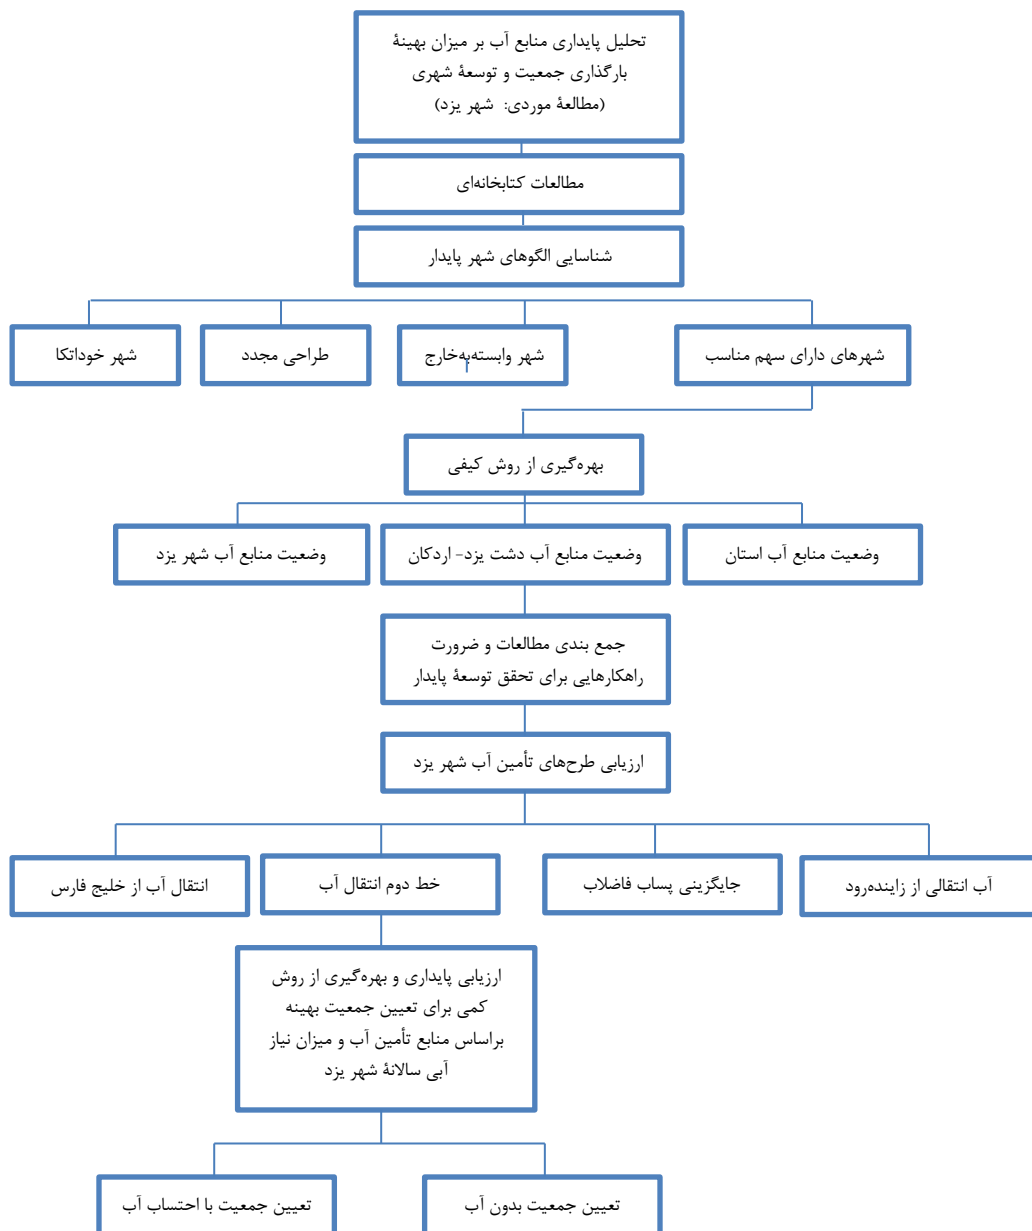 تحلیل پایداری منابع آب بر میزان بهینهٔ
بارگذاری جمعیت و توسعهٔ شهری
(مطالعهٔ موردی: شهر یزد)
مطالعات کتابخانه‌ای
شناسایی الگوهای شهر پایدار
شهرهای دارای سهم مناسب
شهر وابسته‌به‌خارج
طراحی مجدد
شهر خوداتکا
بهره‌گیری از روش کیفی
وضعیت منابع آب استان
وضعیت منابع آب دشت یزد- اردکان
وضعیت منابع آب شهر یزد
جمع بندی مطالعات و ضرورت
راهکارهایی برای تحقق توسعهٔ پایدار
ارزیابی طرح‌های تأمین آب شهر یزد
آب انتقالی از زاینده‌رود
جایگزینی پساب فاضلاب
خط دوم انتقال آب
انتقال آب از خلیج فارس
ارزیابی پایداری و بهره‌گیری از روش
کمی برای تعیین جمعیت بهینه
براساس منابع تأمین آب و میزان نیاز
آبی سالانهٔ شهر یزد
تعیین جمعیت بدون آب
تعیین جمعیت با احتساب آب